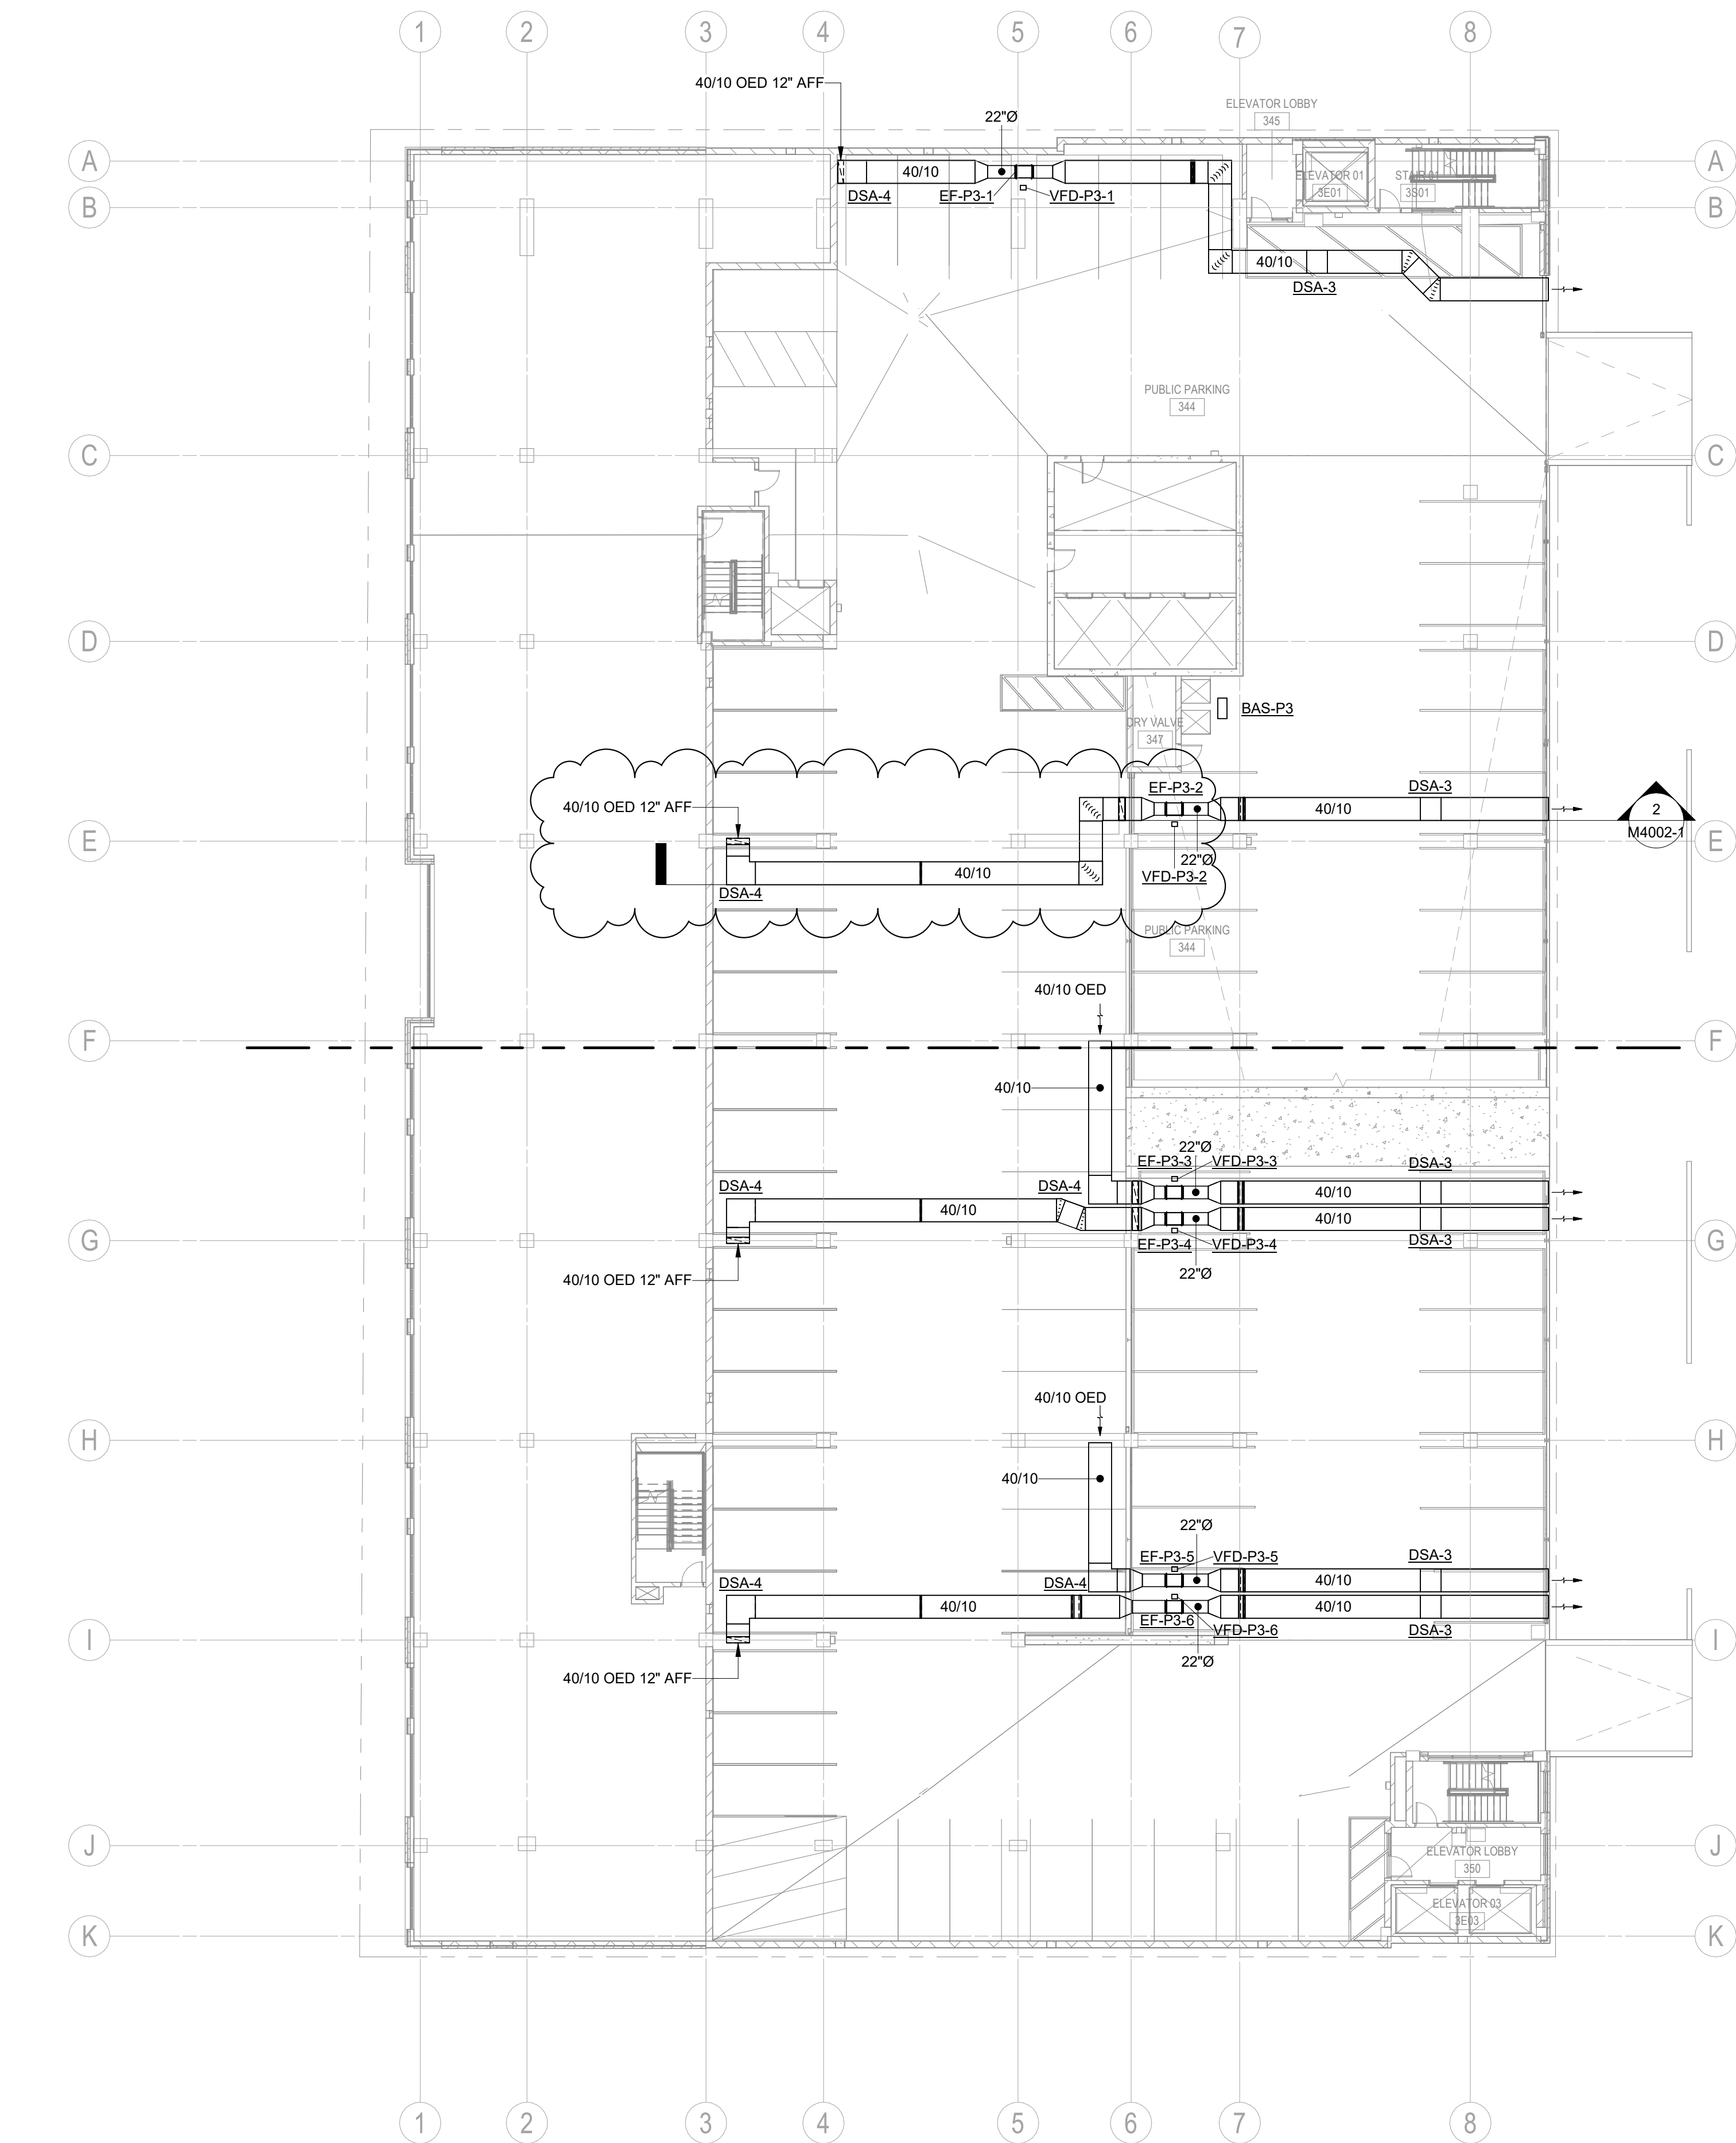 1 2 3 4 5 6 7 8
40/10 OED 12" AFF
ELEVATOR LOBBY
345
22"Ø
A A
40/10
ELEVATOR 01
3E01
STAIR 01
3S01
DSA-4 EF-P3-1 VFD-P3-1
B B
40/10
DSA-3
PUBLIC PARKING
344
C C
D D
BAS-P3
DRY VALVE
347
EF-P3-2
DSA-3
40/10 OED 12" AFF
40/10
2
M4002-1
E E
22"Ø
40/10
VFD-P3-2
DSA-4
PUBLIC PARKING
344
40/10 OED
F F
40/10
22"Ø
EF-P3-3 VFD-P3-3 DSA-3
DSA-4 DSA-4
40/10
40/10
40/10
G G
EF-P3-4 VFD-P3-4 DSA-3
22"Ø
40/10 OED 12" AFF
40/10 OED
H H
40/10
22"Ø
EF-P3-5 VFD-P3-5 DSA-3
DSA-4 DSA-4
40/10
40/10
40/10
EF-P3-6 VFD-P3-6 DSA-3
I I
22"Ø
40/10 OED 12" AFF
J J
ELEVATOR LOBBY
350
ELEVATOR 03
3E03
K K
1 2 3 4 5 6 7 8